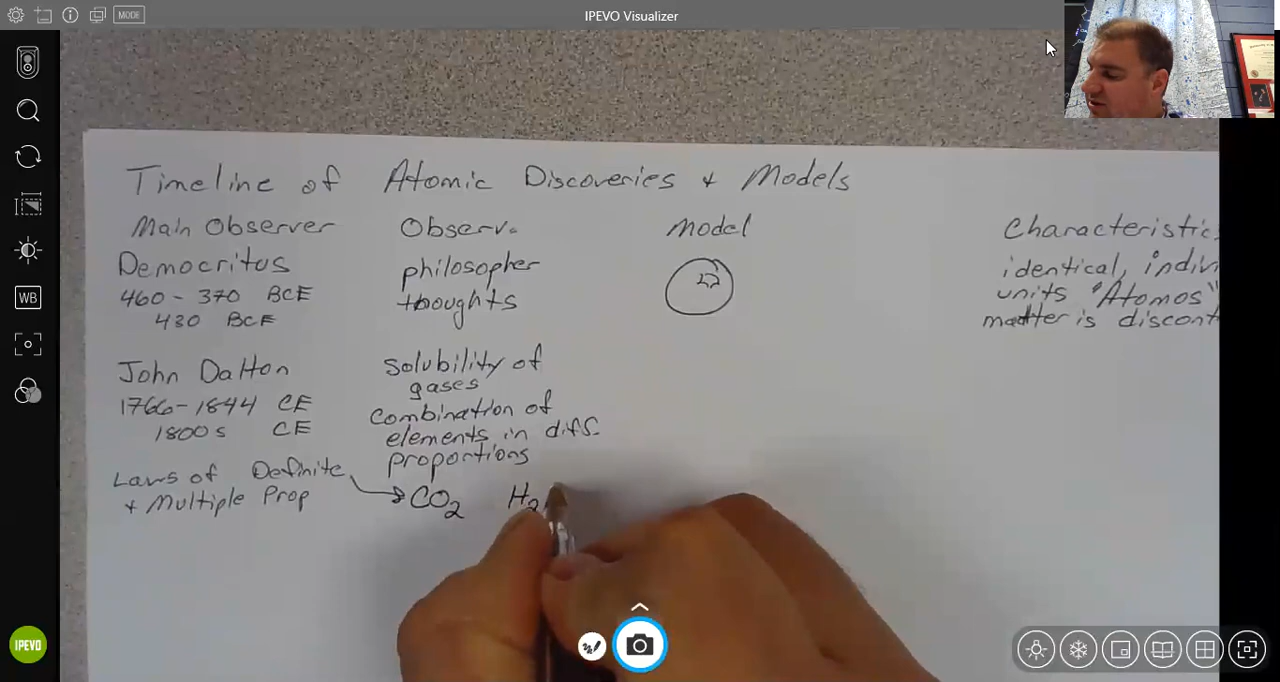 IPEVO Visualizer
MODE
WB
IPEVO
Timeline of Atomic Discoveries + Models
Main Observer Observ. Model Characteristics
Democritus philosopher identical, indiv
460 - 370 BCE thoughts units "Atomos"
430 BCE matter is discont
John Dalton solubility of
gases
1766-1844 CE combination of
1800s CE elements in diff.
proportions
Laws of Definite
+ Multiple Prop CO2 H2